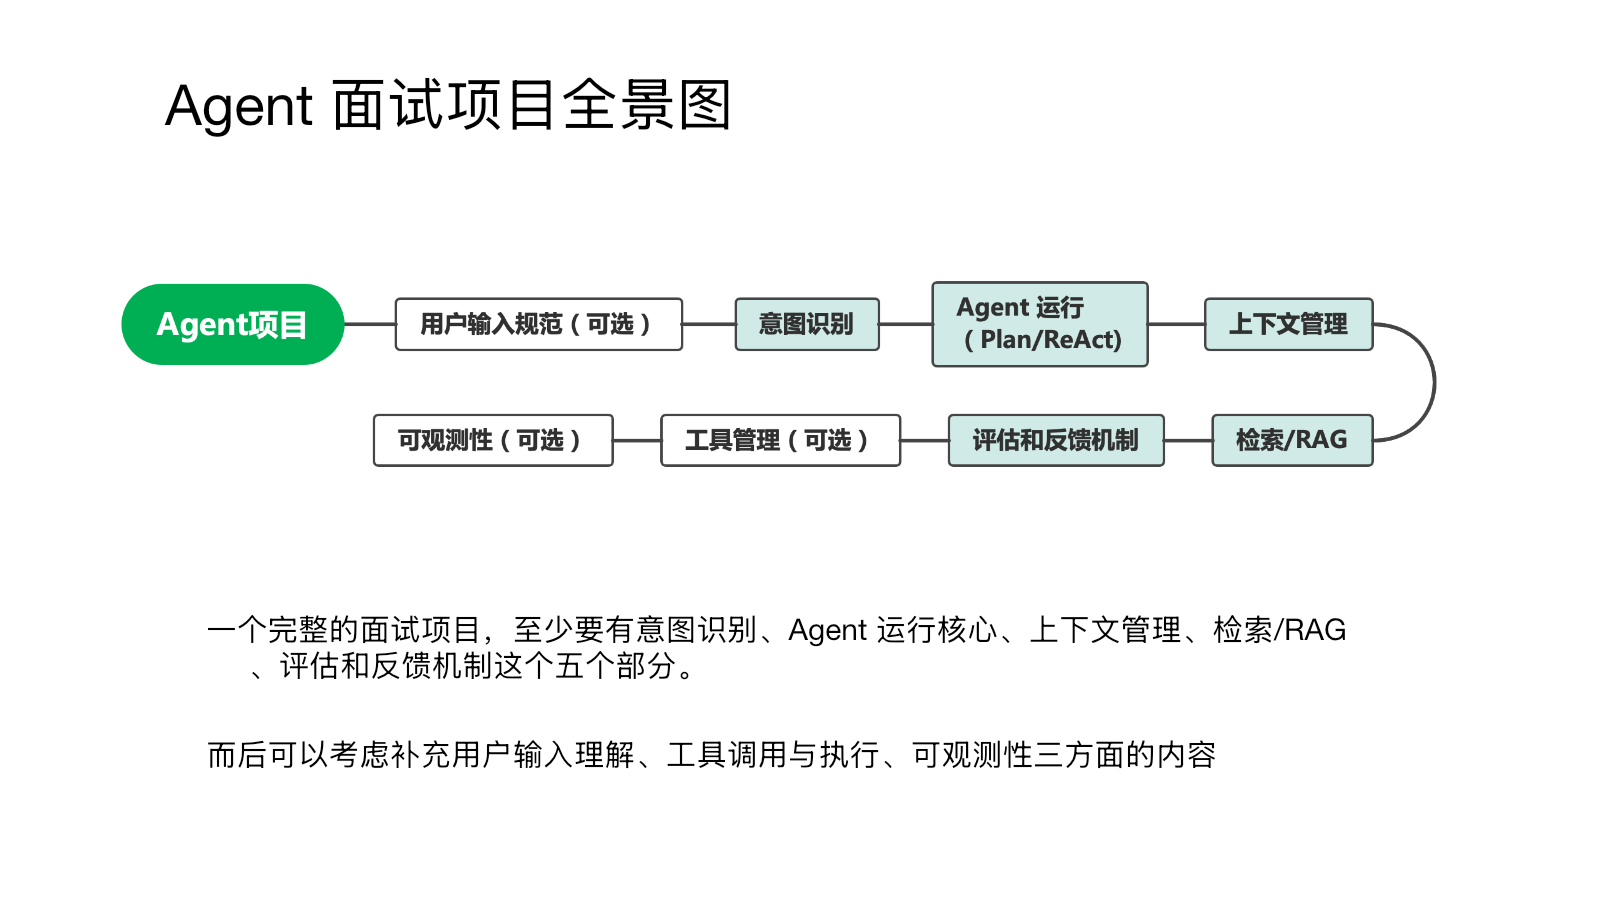 Agent 面试项目全景图
Agent项目
用户输入规范（可选）
意图识别
Agent 运行
（Plan/ReAct)
上下文管理
可观测性（可选）
工具管理（可选）
评估和反馈机制
检索/RAG
一个完整的面试项目，至少要有意图识别、Agent 运行核心、上下文管理、检索/RAG
、评估和反馈机制这个五个部分。
而后可以考虑补充用户输入理解、工具调用与执行、可观测性三方面的内容